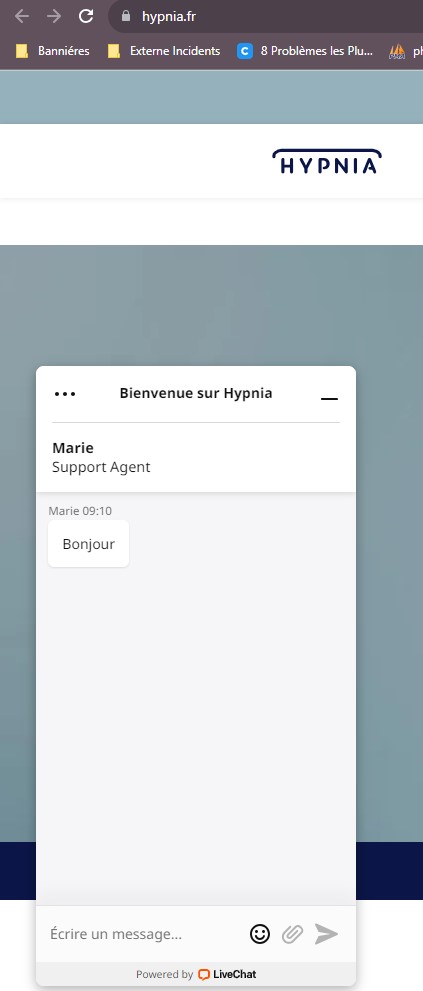 hypnia.fr
Banniéres
Externe Incidents
8 Problèmes les Plu...
HYPNIA
Bienvenue sur Hypnia
Marie
Support Agent
Marie 09:10
Bonjour
Écrire un message...
Powered by LiveChat